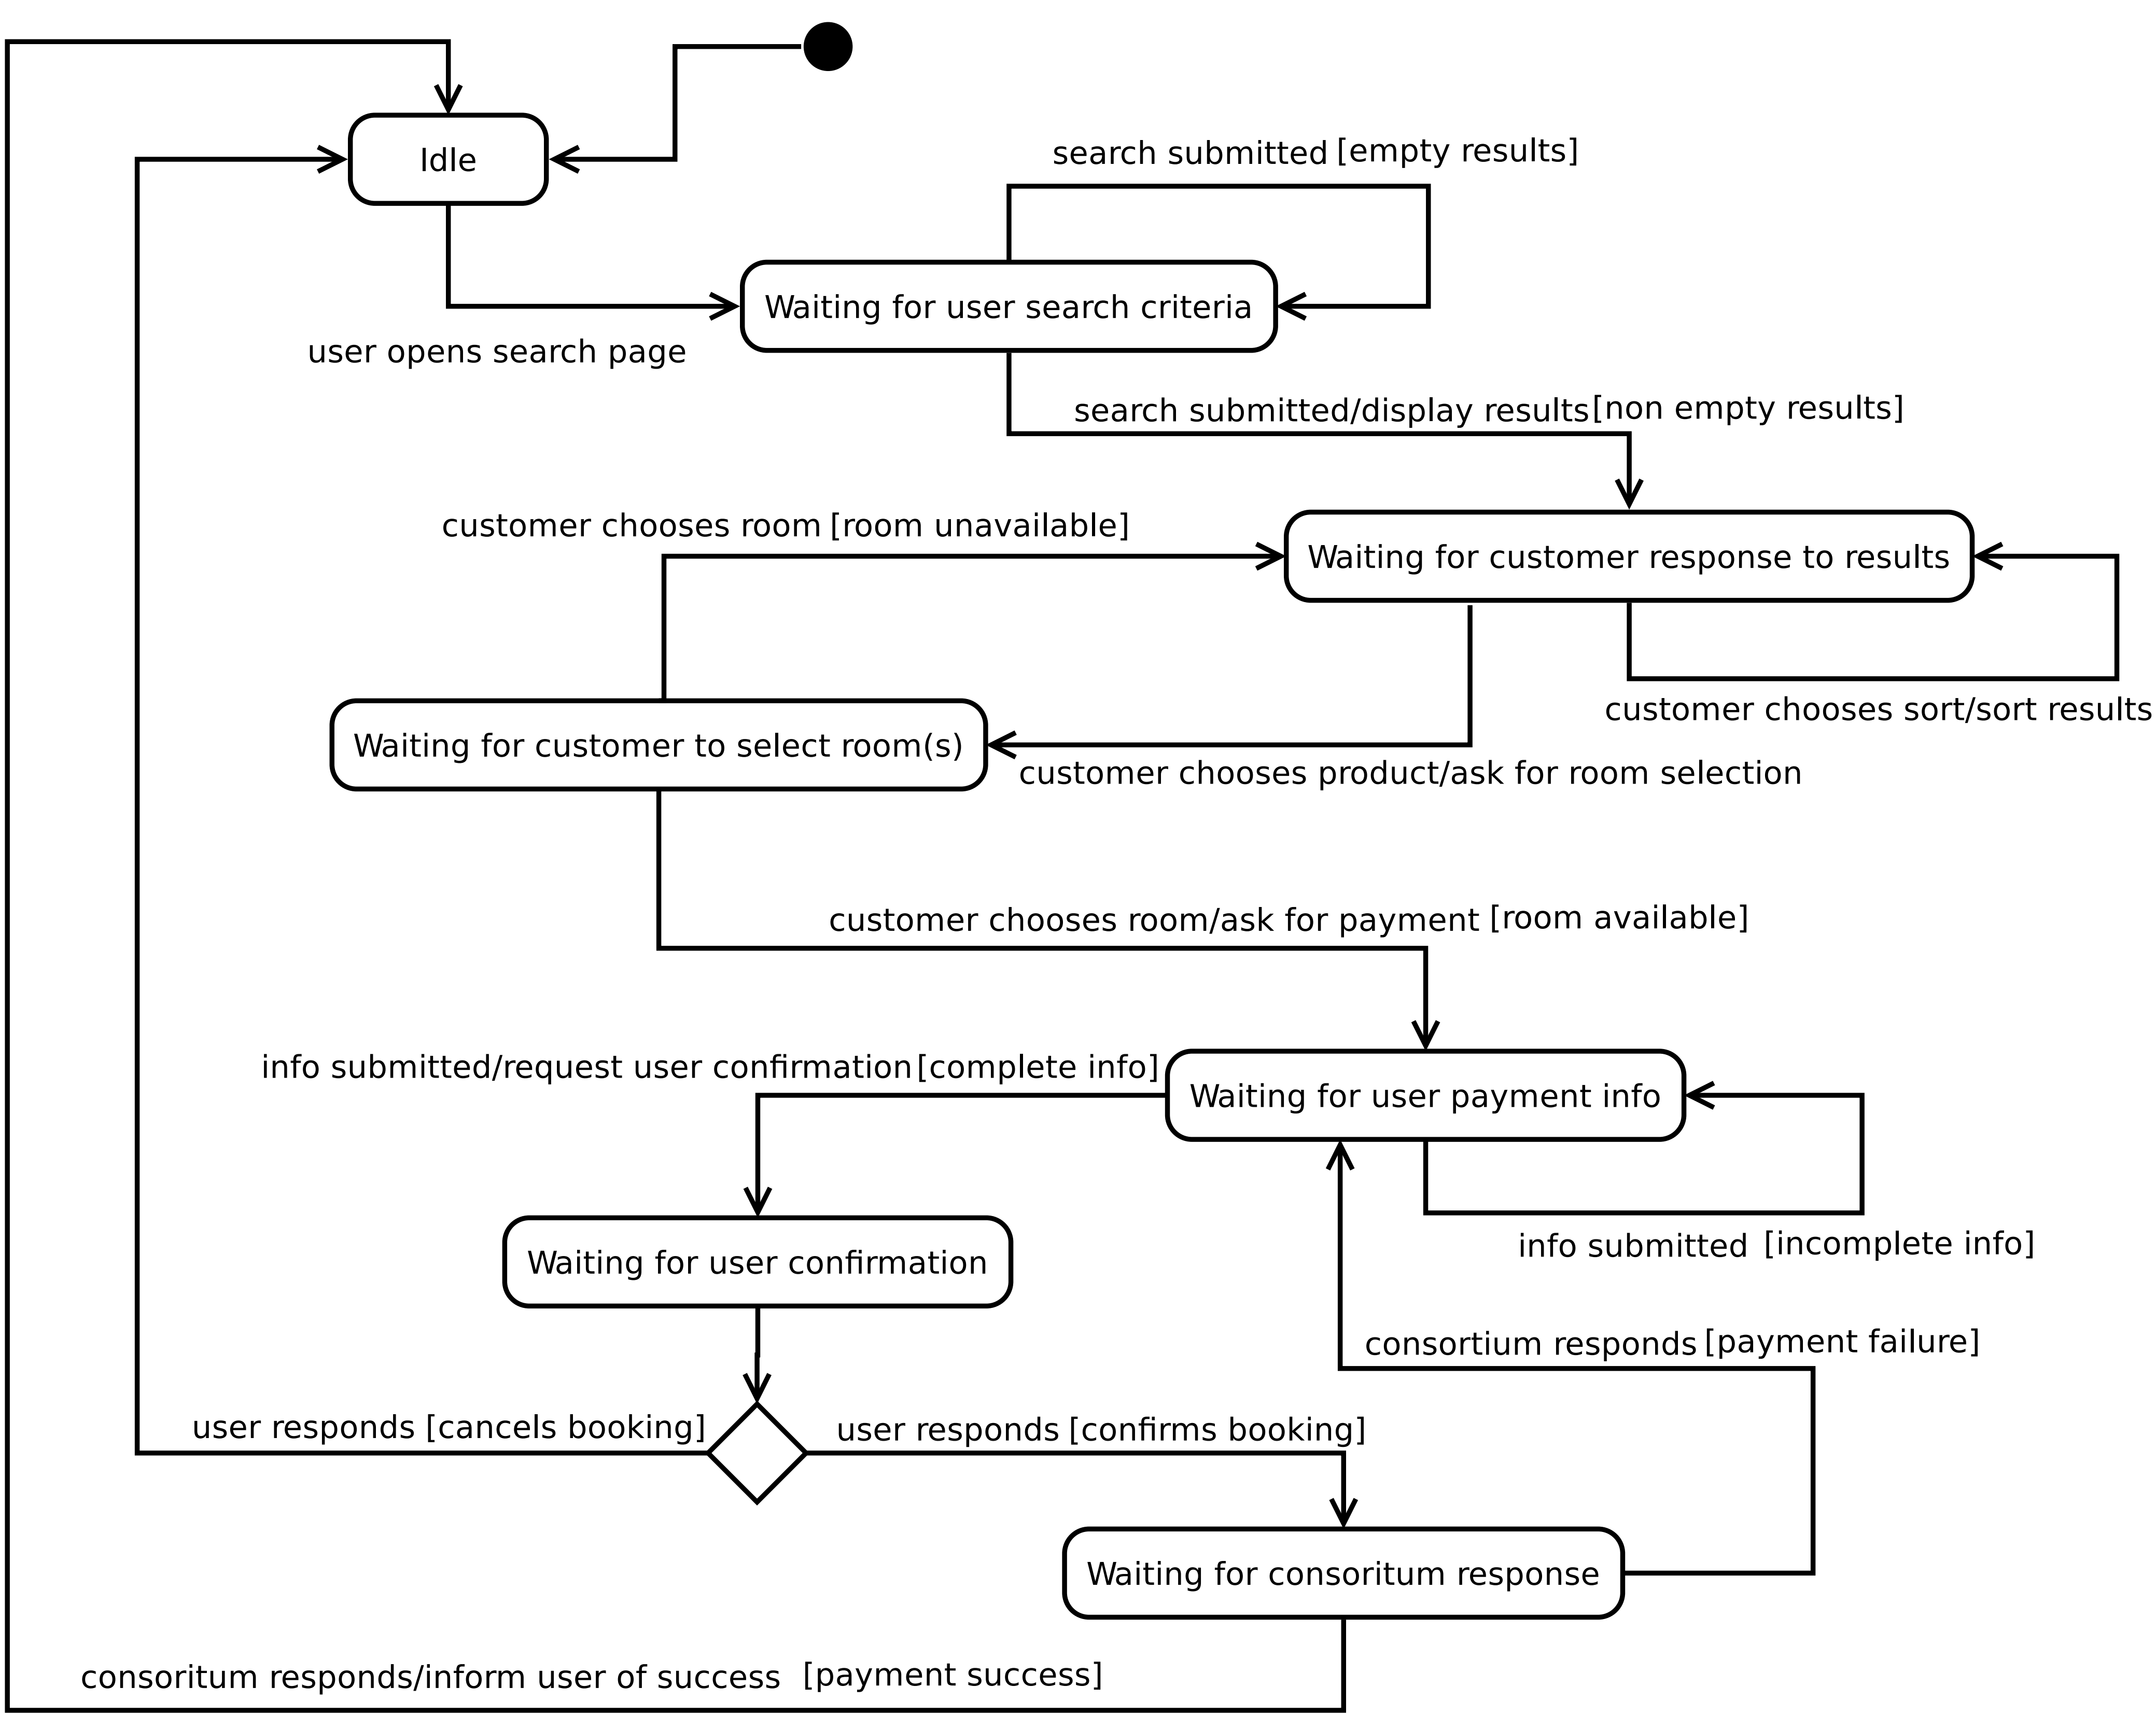 Idle
search submitted [empty results]
Waiting for user search criteria
user opens search page
search submitted/display results [non empty results]
customer chooses room [room unavailable]
Waiting for customer response to results
customer chooses sort/sort results
Waiting for customer to select room(s)
customer chooses product/ask for room selection
customer chooses room/ask for payment [room available]
info submitted/request user confirmation [complete info]
Waiting for user payment info
info submitted [incomplete info]
Waiting for user confirmation
consortium responds [payment failure]
user responds [cancels booking]
user responds [confirms booking]
Waiting for consoritum response
consoritum responds/inform user of success [payment success]